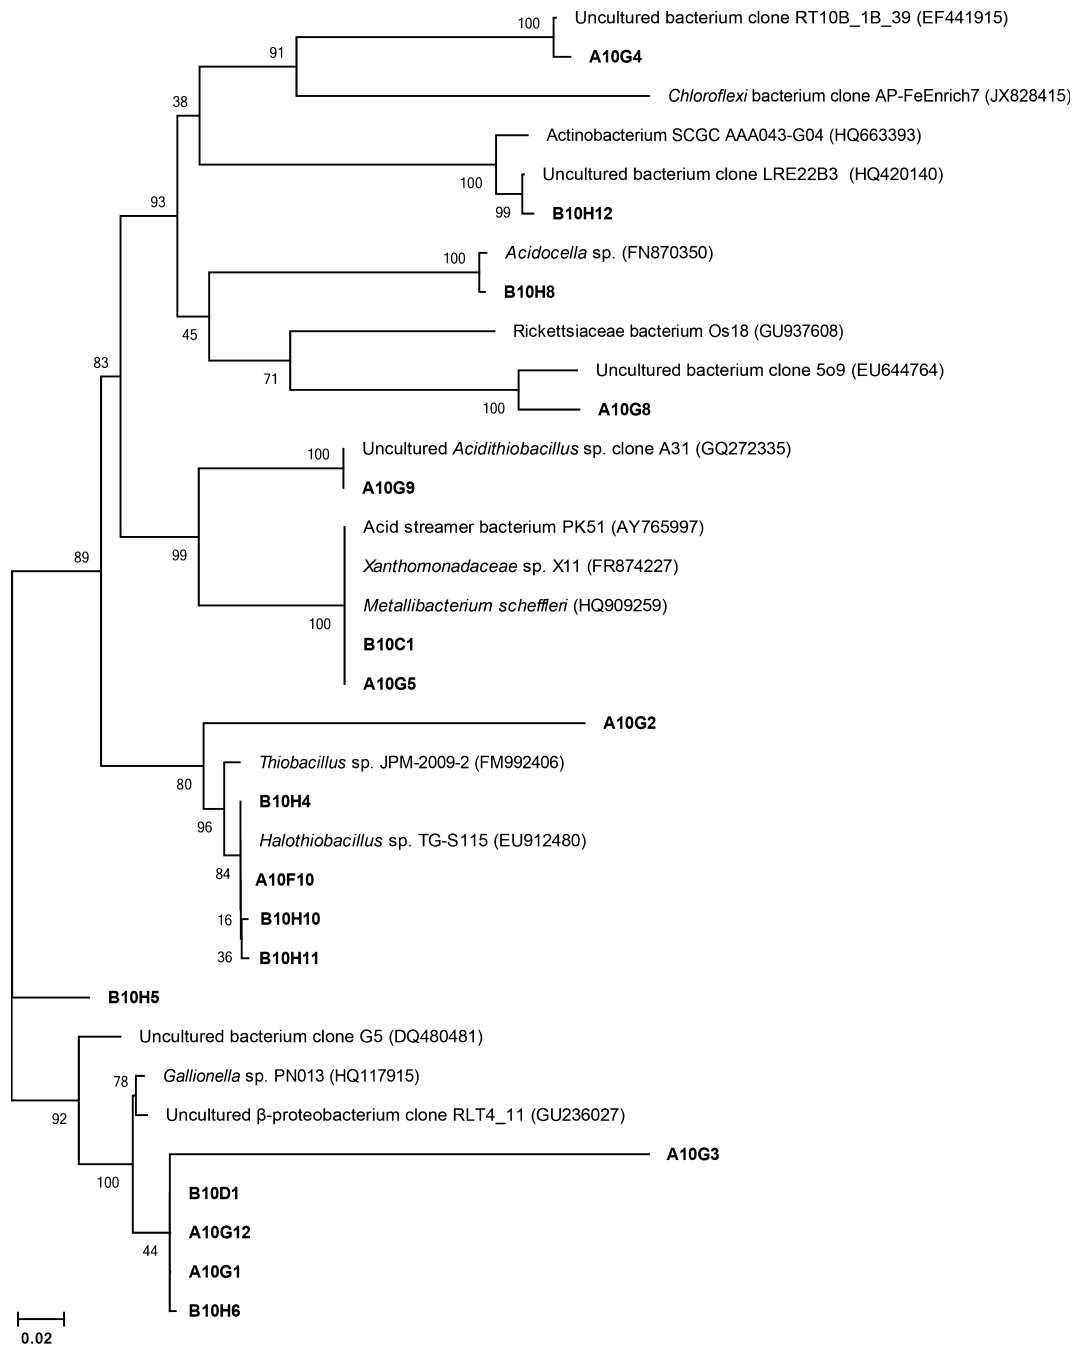 100 Uncultured bacterium clone RT10B_1B_39 (EF441915)
91 A10G4
Chloroflexi bacterium clone AP-FeEnrich7 (JX828415)
38
Actinobacterium SCGC AAA043-G04 (HQ663393)
Uncultured bacterium clone LRE22B3 (HQ420140)
100
93 99 B10H12
100 Acidocella sp. (FN870350)
B10H8
45 Rickettsiaceae bacterium Os18 (GU937608)
83 Uncultured bacterium clone 5o9 (EU644764)
71
100 A10G8
100 Uncultured Acidithiobacillus sp. clone A31 (GQ272335)
A10G9
Acid streamer bacterium PK51 (AY765997)
89 99
Xanthomonadaceae sp. X11 (FR874227)
Metallibacterium scheffleri (HQ909259)
100
B10C1
A10G5
A10G2
Thiobacillus sp. JPM-2009-2 (FM992406)
80
B10H4
96
Halothiobacillus sp. TG-S115 (EU912480)
84 A10F10
16 B10H10
36 B10H11
B10H5
Uncultured bacterium clone G5 (DQ480481)
78 Gallionella sp. PN013 (HQ117915)
92 Uncultured β-proteobacterium clone RLT4_11 (GU236027)
A10G3
100
B10D1
A10G12
44
A10G1
B10H6
0.02